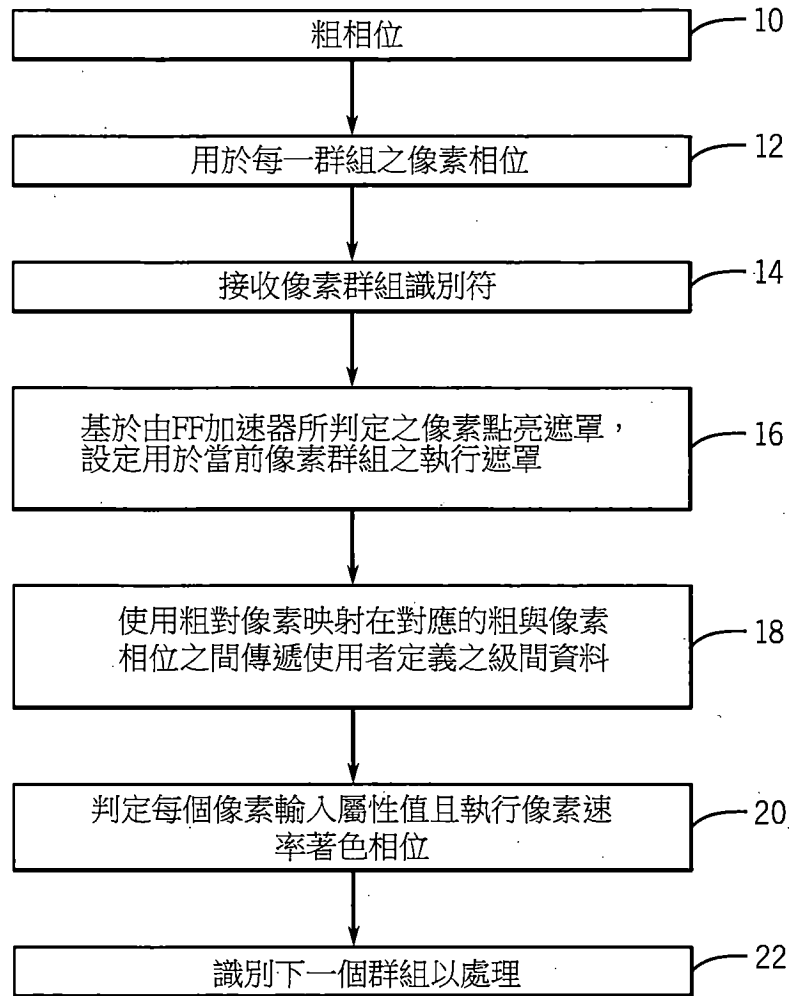 粗相位
10
用於每一群組之像素相位
12
接收像素群組識別符
14
基於由FF加速器所判定之像素點亮遮罩，
設定用於當前像素群組之執行遮罩
16
使用粗對像素映射在對應的粗與像素
相位之間傳遞使用者定義之級間資料
18
判定每個像素輸入屬性值且執行像素速
率著色相位
20
識別下一個群組以處理
22